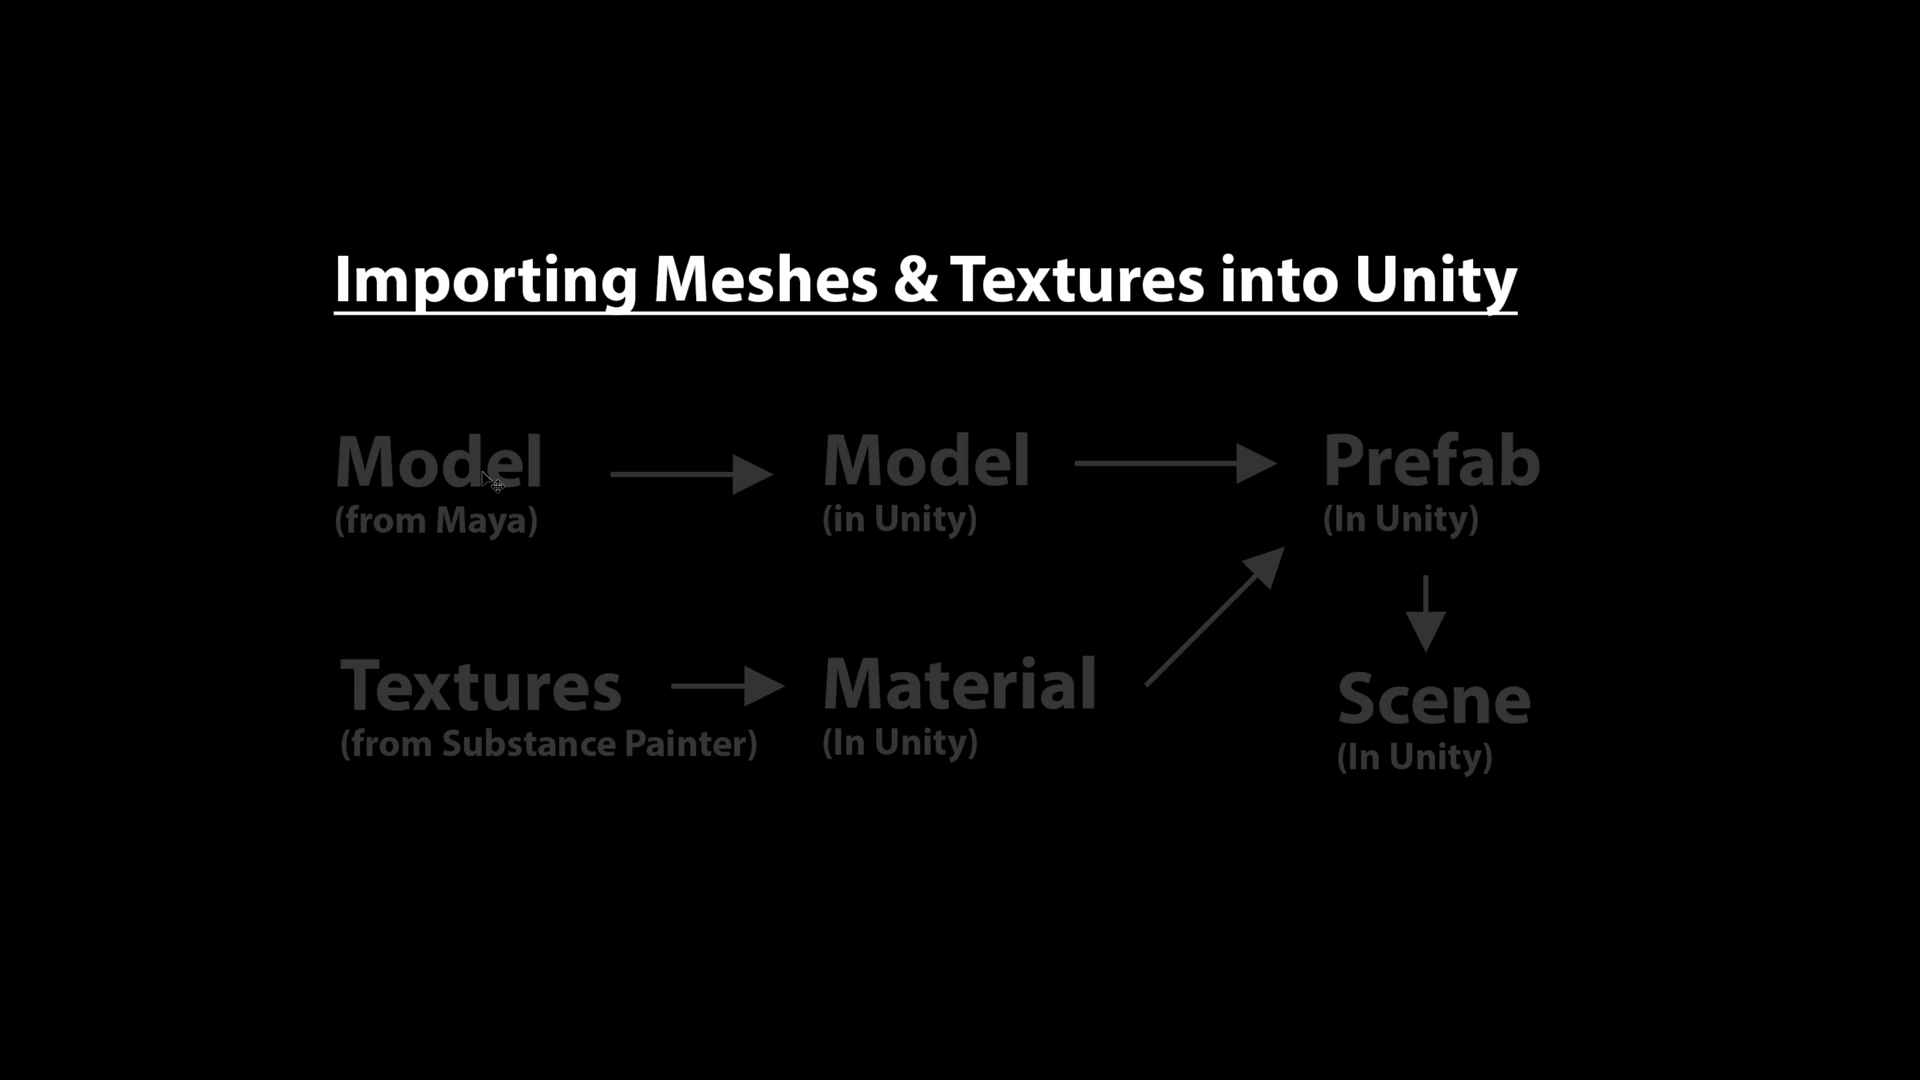 Importing Meshes & Textures into Unity
Model
(from Maya)
Model
(in Unity)
Prefab
(In Unity)
Textures
(from Substance Painter)
Material
(In Unity)
Scene
(In Unity)